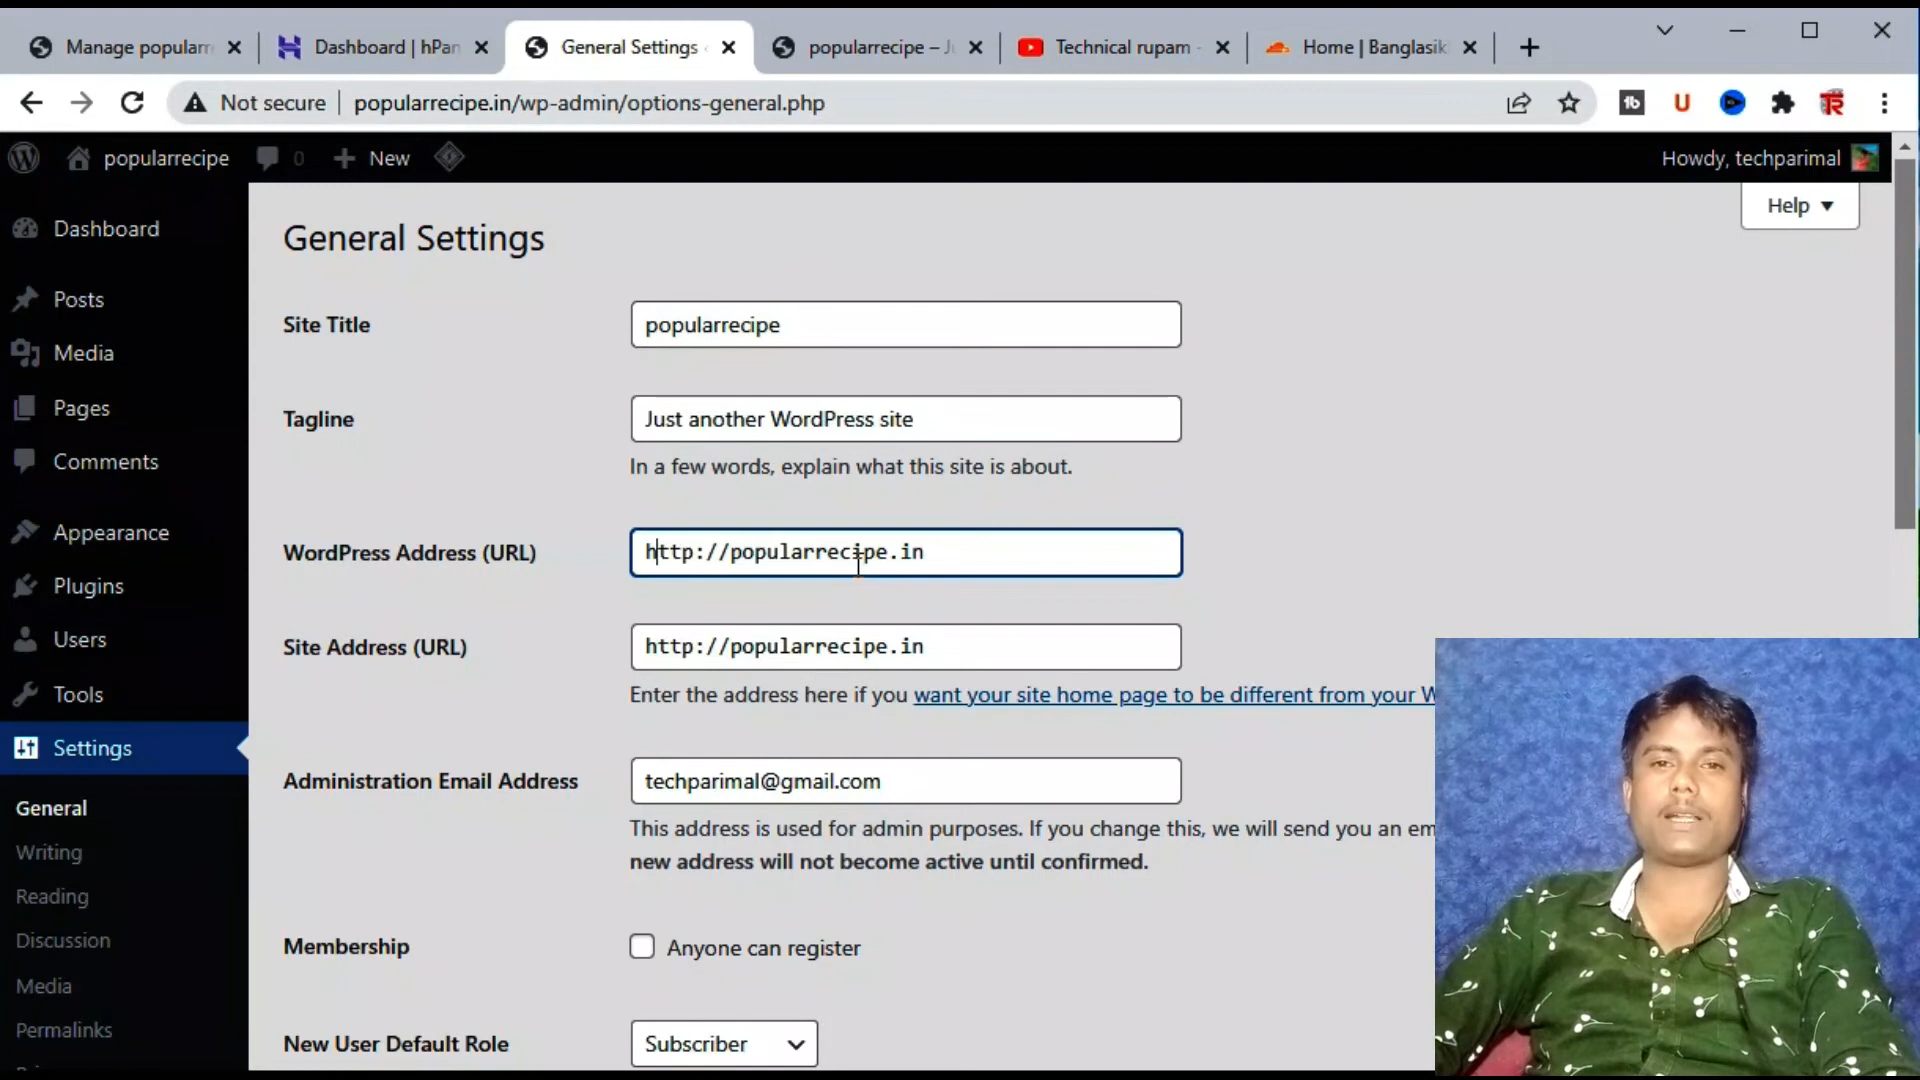 Manage popularr
Dashboard | hPan
General Settings
popularrecipe – Ju
Technical rupam -
Home | Banglasik
Not secure
popularrecipe.in/wp-admin/options-general.php
popularrecipe
0
New
Howdy, techparimal
Help
Dashboard
Posts
Media
Pages
Comments
Appearance
Plugins
Users
Tools
Settings
General
Writing
Reading
Discussion
Media
Permalinks
General Settings
Site Title
popularrecipe
Tagline
Just another WordPress site
In a few words, explain what this site is about.
WordPress Address (URL)
http://popularrecipe.in
Site Address (URL)
http://popularrecipe.in
Enter the address here if you want your site home page to be different from your W
Administration Email Address
techparimal@gmail.com
This address is used for admin purposes. If you change this, we will send you an em
new address will not become active until confirmed.
Membership
Anyone can register
New User Default Role
Subscriber